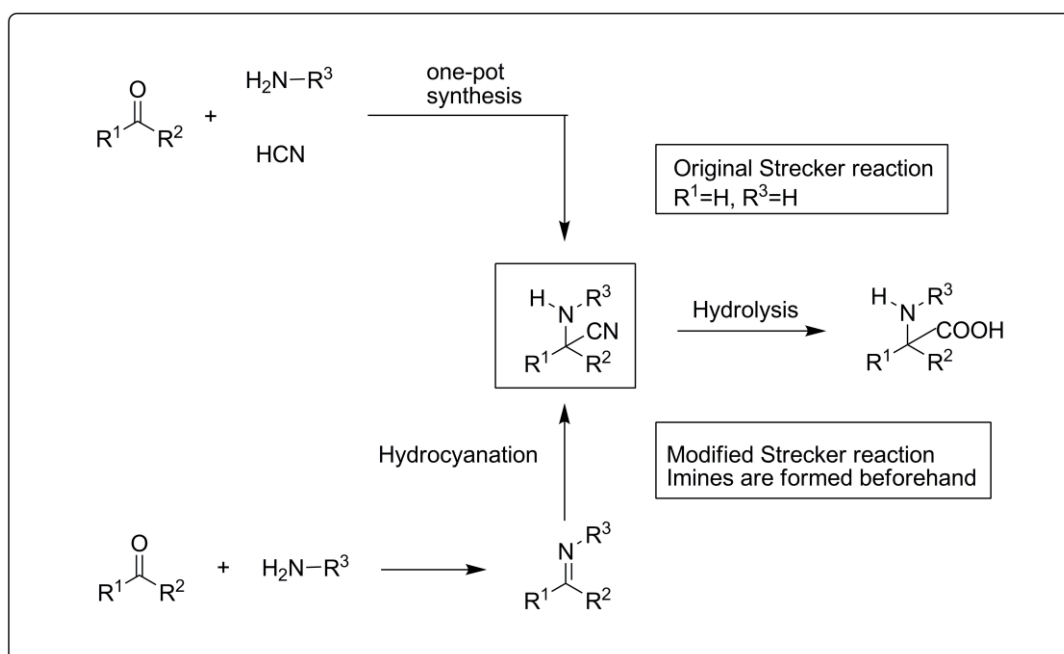 O
R¹ R²
+
H₂N–R³
HCN
one-pot
synthesis
Original Strecker reaction
R¹=H, R³=H
H N R³
CN
R¹ R²
Hydrolysis
H N R³
COOH
R¹ R²
Hydrocyanation
Modified Strecker reaction
Imines are formed beforehand
O
R¹ R²
+
H₂N–R³
N R³
R¹ R²